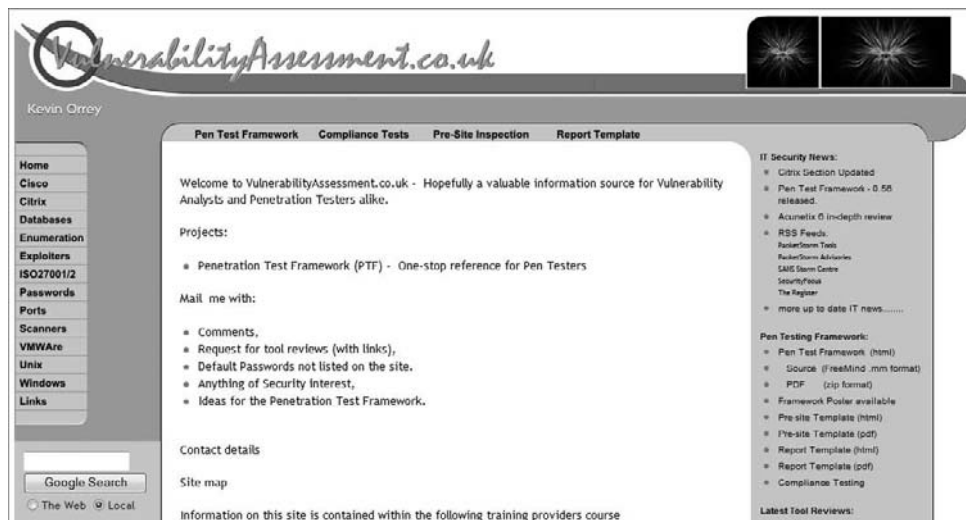 VulnerabilityAssessment.co.uk
Kevin Orrey
Pen Test Framework Compliance Tests Pre-Site Inspection Report Template
Home
Cisco
Citrix
Databases
Enumeration
Exploiters
ISO27001/2
Passwords
Ports
Scanners
VMWAre
Unix
Windows
Links
Google Search
The Web Local
Welcome to VulnerabilityAssessment.co.uk - Hopefully a valuable information source for Vulnerability
Analysts and Penetration Testers alike.
Projects:
Penetration Test Framework (PTF) - One-stop reference for Pen Testers
Mail me with:
Comments,
Request for tool reviews (with links),
Default Passwords not listed on the site.
Anything of Security interest,
Ideas for the Penetration Test Framework.
Contact details
Site map
Information on this site is contained within the following training providers course
IT Security News:
Citrix Section Updated
Pen Test Framework - 0.56
released.
Acunetix 6 in-depth review
RSS Feeds:
PacketStorm Tools
PacketStorm Advisories
SANS Storm Centre
SecurityFocus
The Register
more up to date IT news........
Pen Testing Framework:
Pen Test Framework (html)
Source (FreeMind .mm format)
PDF (zip format)
Framework Poster available
Pre-site Template (html)
Pre-site Template (pdf)
Report Template (html)
Report Template (pdf)
Compliance Testing
Latest Tool Reviews: